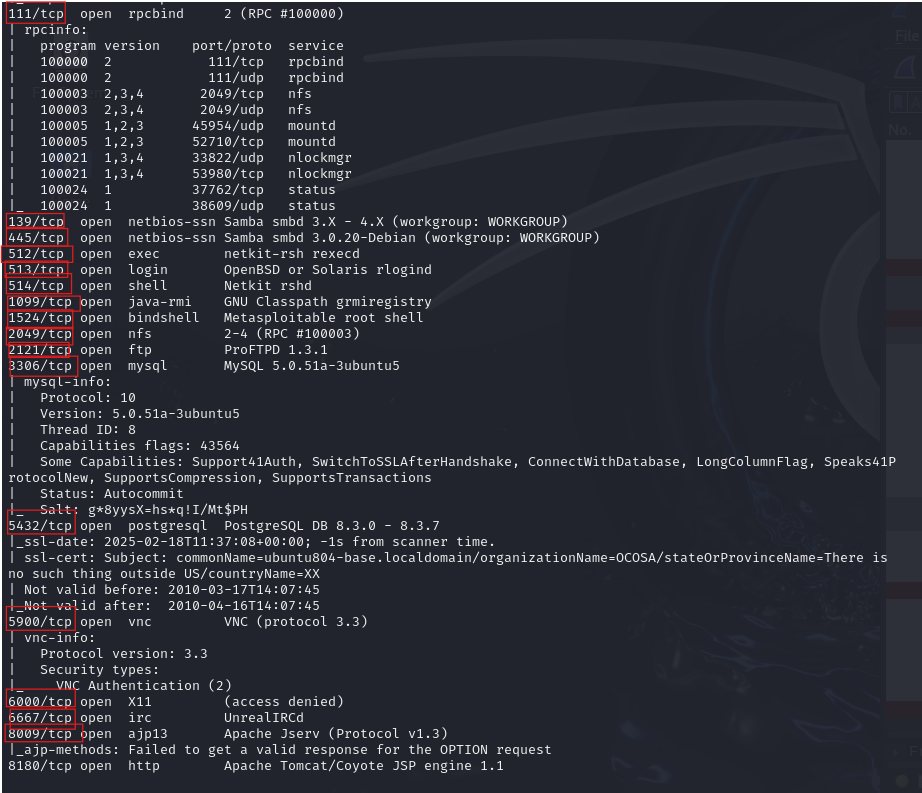 111/tcp  open  rpcbind     2 (RPC #100000)
| rpcinfo:
|   program version    port/proto  service
|   100000  2            111/tcp   rpcbind
|   100000  2            111/udp   rpcbind
|   100003  2,3,4       2049/tcp   nfs
|   100003  2,3,4       2049/udp   nfs
|   100005  1,2,3      45954/udp   mountd
|   100005  1,2,3      52710/tcp   mountd
|   100021  1,3,4      33822/udp   nlockmgr
|   100021  1,3,4      53980/tcp   nlockmgr
|   100024  1          37762/tcp   status
|_  100024  1          38609/udp   status
139/tcp  open  netbios-ssn Samba smbd 3.X - 4.X (workgroup: WORKGROUP)
445/tcp  open  netbios-ssn Samba smbd 3.0.20-Debian (workgroup: WORKGROUP)
512/tcp  open  exec        netkit-rsh rexecd
513/tcp  open  login       OpenBSD or Solaris rlogind
514/tcp  open  shell       Netkit rshd
1099/tcp open  java-rmi    GNU Classpath grmiregistry
1524/tcp open  bindshell   Metasploitable root shell
2049/tcp open  nfs         2-4 (RPC #100003)
2121/tcp open  ftp         ProFTPD 1.3.1
3306/tcp open  mysql       MySQL 5.0.51a-3ubuntu5
| mysql-info:
|   Protocol: 10
|   Version: 5.0.51a-3ubuntu5
|   Thread ID: 8
|   Capabilities flags: 43564
|   Some Capabilities: Support41Auth, SwitchToSSLAfterHandshake, ConnectWithDatabase, LongColumnFlag, Speaks41P
rotocolNew, SupportsCompression, SupportsTransactions
|   Status: Autocommit
|_  Salt: g*8yysX=hs*q!I/Mt$PH
5432/tcp open  postgresql  PostgreSQL DB 8.3.0 - 8.3.7
|_ssl-date: 2025-02-18T11:37:08+00:00; -1s from scanner time.
| ssl-cert: Subject: commonName=ubuntu804-base.localdomain/organizationName=OCOSA/stateOrProvinceName=There is
no such thing outside US/countryName=XX
| Not valid before: 2010-03-17T14:07:45
|_Not valid after:  2010-04-16T14:07:45
5900/tcp open  vnc         VNC (protocol 3.3)
| vnc-info:
|   Protocol version: 3.3
|   Security types:
|_    VNC Authentication (2)
6000/tcp open  X11         (access denied)
6667/tcp open  irc         UnrealIRCd
8009/tcp open  ajp13       Apache Jserv (Protocol v1.3)
|_ajp-methods: Failed to get a valid response for the OPTION request
8180/tcp open  http        Apache Tomcat/Coyote JSP engine 1.1
File
No.